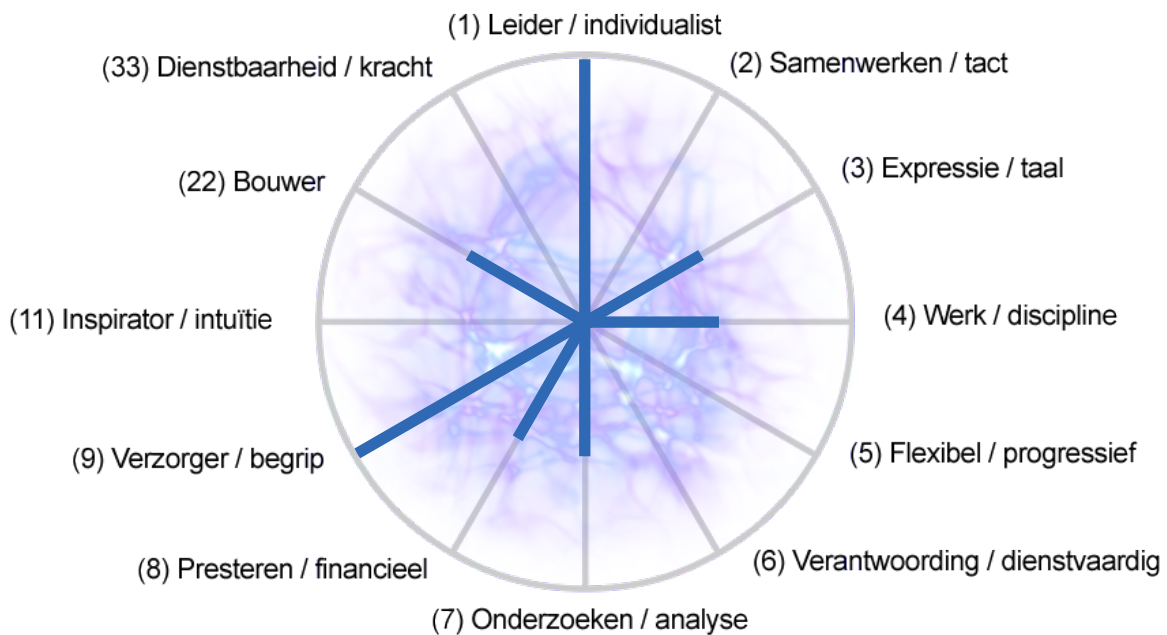 (1) Leider / individualist
(2) Samenwerken / tact
(3) Expressie / taal
(4) Werk / discipline
(5) Flexibel / progressief
(6) Verantwoording / dienstvaardig
(7) Onderzoeken / analyse
(8) Presteren / financieel
(9) Verzorger / begrip
(11) Inspirator / intuïtie
(22) Bouwer
(33) Dienstbaarheid / kracht